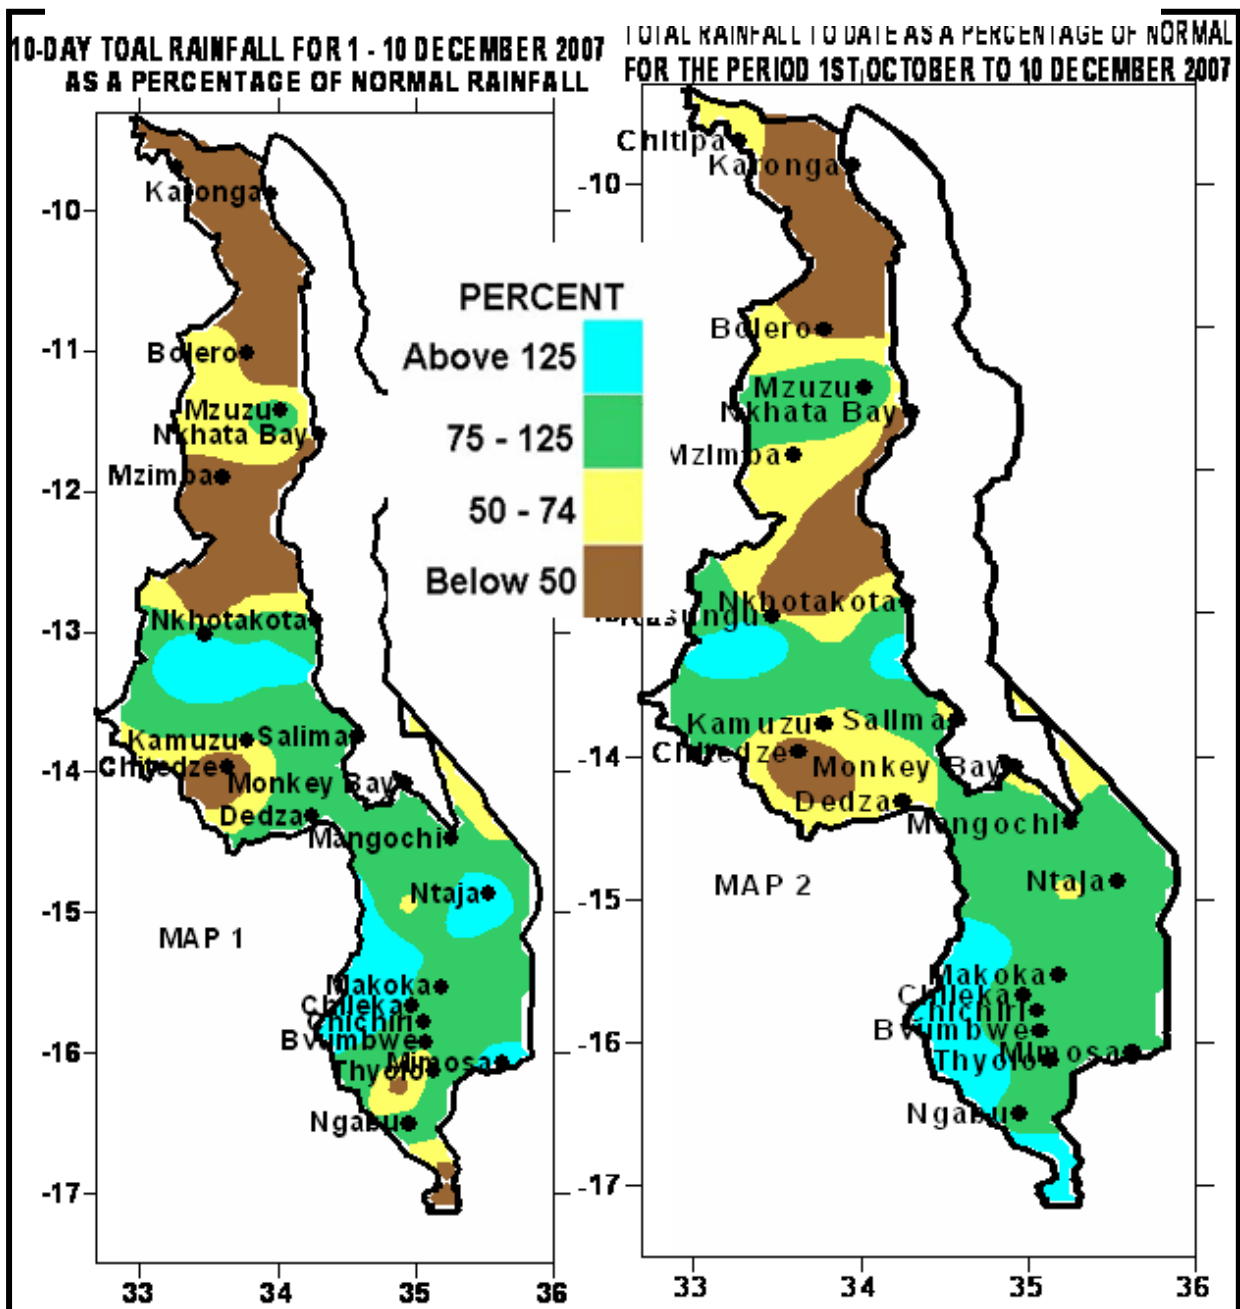 10-DAY TOAL RAINFALL FOR 1 - 10 DECEMBER 2007
AS A PERCENTAGE OF NORMAL RAINFALL
TOTAL RAINFALL TO DATE AS A PERCENTAGE OF NORMAL
FOR THE PERIOD 1ST OCTOBER TO 10 DECEMBER 2007
PERCENT
Above 125
75 - 125
50 - 74
Below 50
Karonga
Bolero
Mzuzu
Nkhata Bay
Mzimba
Nkhotakota
Kamuzu
Salima
Chitedze
Monkey Bay
Dedza
Mangochi
Ntaja
MAP 1
Makoka
Chileka
Chichiri
Bvumbwe
Mimosa
Thyolo
Ngabu
-10
-11
-12
-13
-14
-15
-16
-17
33
34
35
36
Chitipa
Karonga
Bolero
Mzuzu
Nkhata Bay
Mzimba
Nkhotakota
Kasungu
Kamuzu
Salima
Chitedze
Monkey Bay
Dedza
Mangochi
Ntaja
MAP 2
Makoka
Chileka
Chichiri
Bvumbwe
Mimosa
Thyolo
Ngabu
-10
-14
-15
-16
-17
33
34
35
36